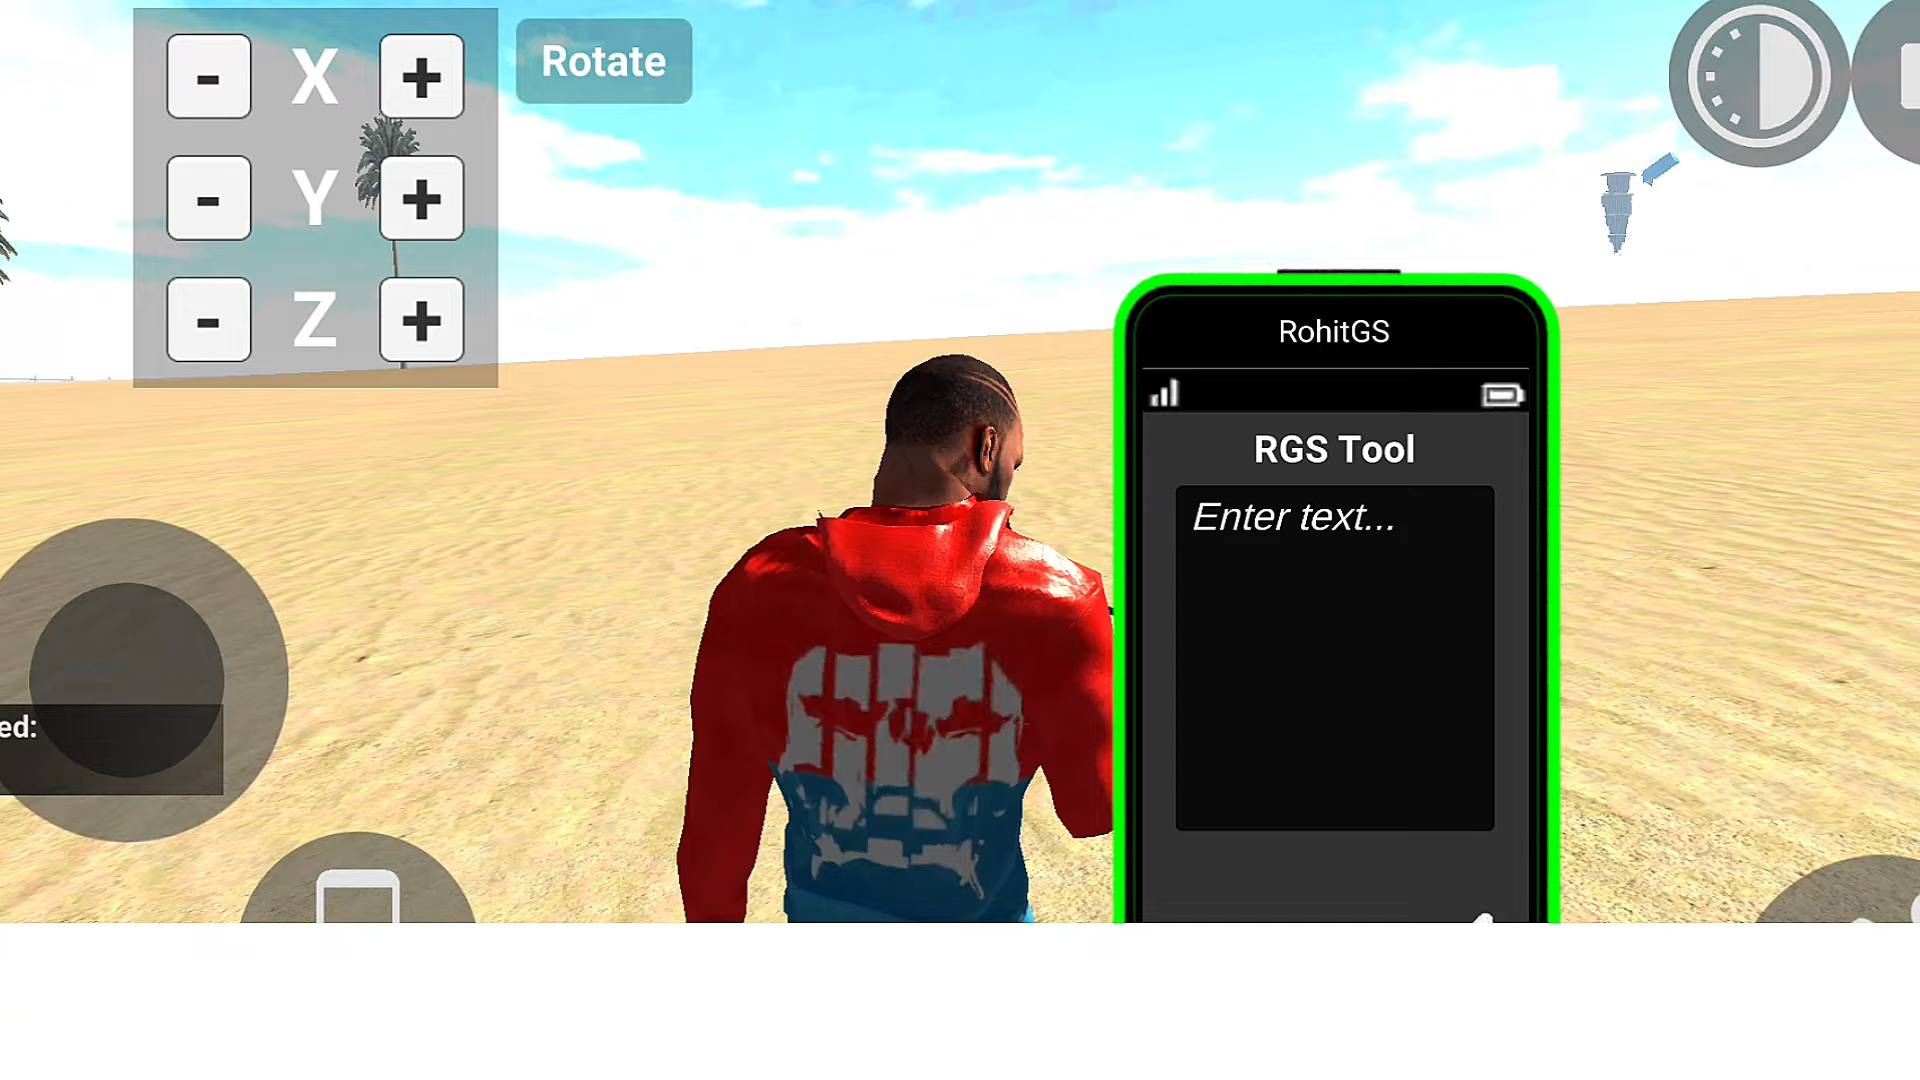 - X +
Rotate
- Y +
- Z +
RohitGS
RGS Tool
Enter text...
ed: